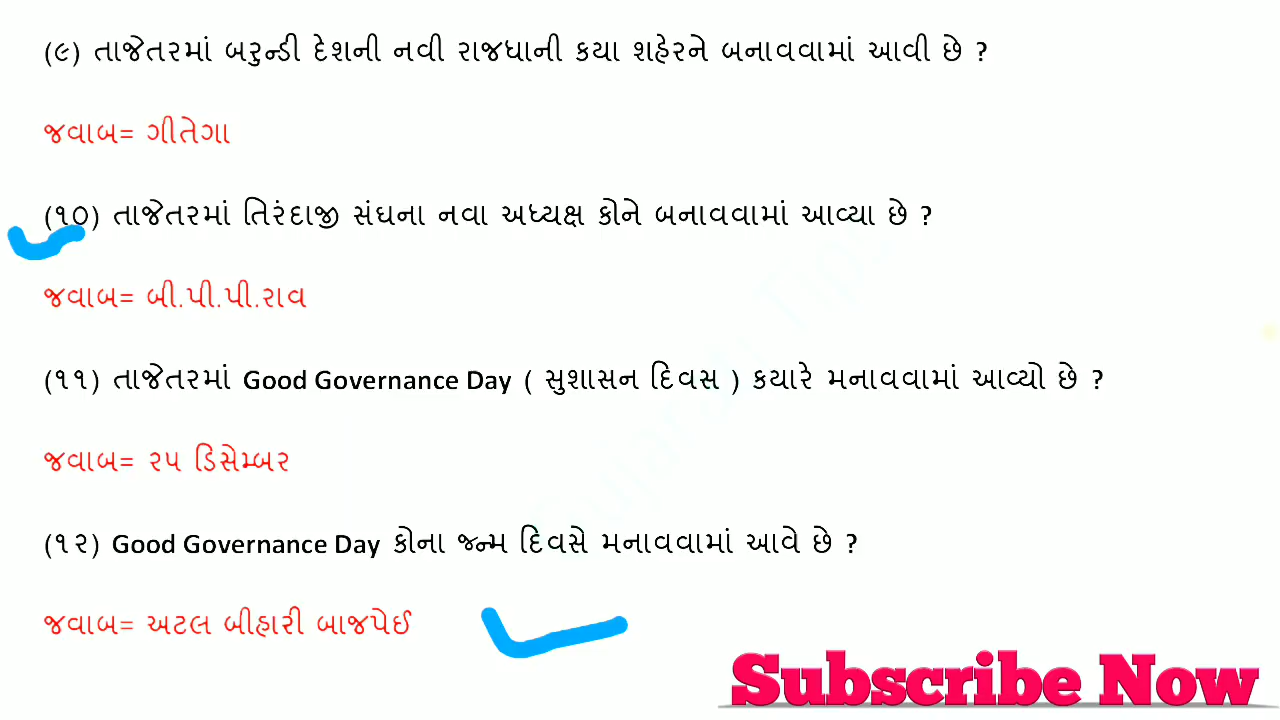 (૯) તાજેતરમાં બરુન્ડી દેશની નવી રાજધાની કયા શહેરને બનાવવામાં આવી છે ?
જવાબ= ગીતેગા
(૧૦) તાજેતરમાં તિરંદાજી સંઘના નવા અધ્યક્ષ કોને બનાવવામાં આવ્યા છે ?
જવાબ= બી.પી.પી.રાવ
(૧૧) તાજેતરમાં Good Governance Day ( સુશાસન દિવસ ) કયારે મનાવવામાં આવ્યો છે ?
જવાબ= ૨૫ ડિસેમ્બર
(૧૨) Good Governance Day કોના જન્મ દિવસે મનાવવામાં આવે છે ?
જવાબ= અટલ બીહારી બાજપેઈ
Subscribe Now